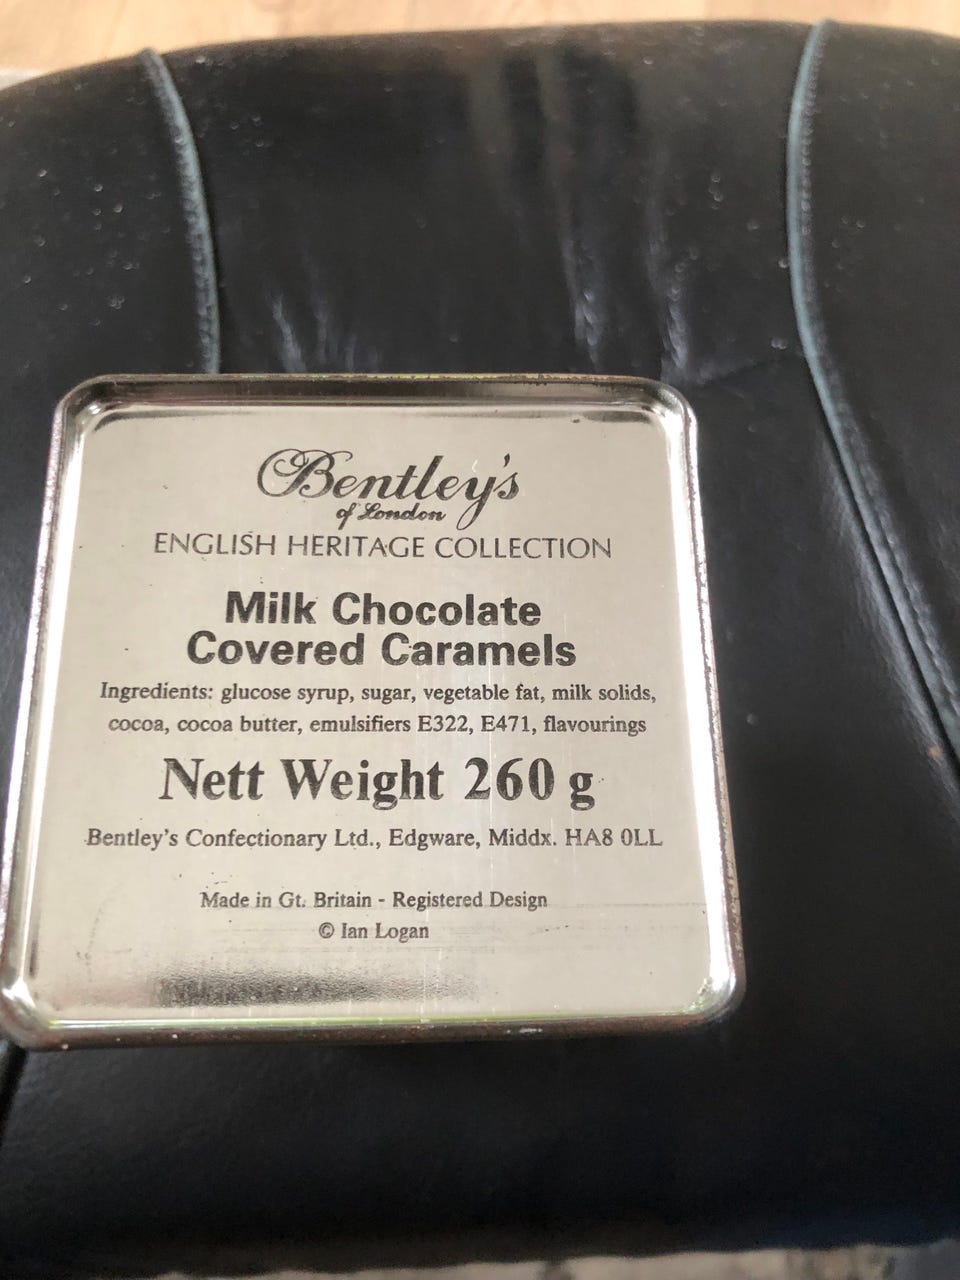 Bentley's
of London
ENGLISH HERITAGE COLLECTION
Milk Chocolate
Covered Caramels
Ingredients: glucose syrup, sugar, vegetable fat, milk solids,
cocoa, cocoa butter, emulsifiers E322, E471, flavourings
Nett Weight 260 g
Bentley's Confectionary Ltd., Edgware, Middx. HA8 0LL
Made in Gt. Britain - Registered Design
© Ian Logan